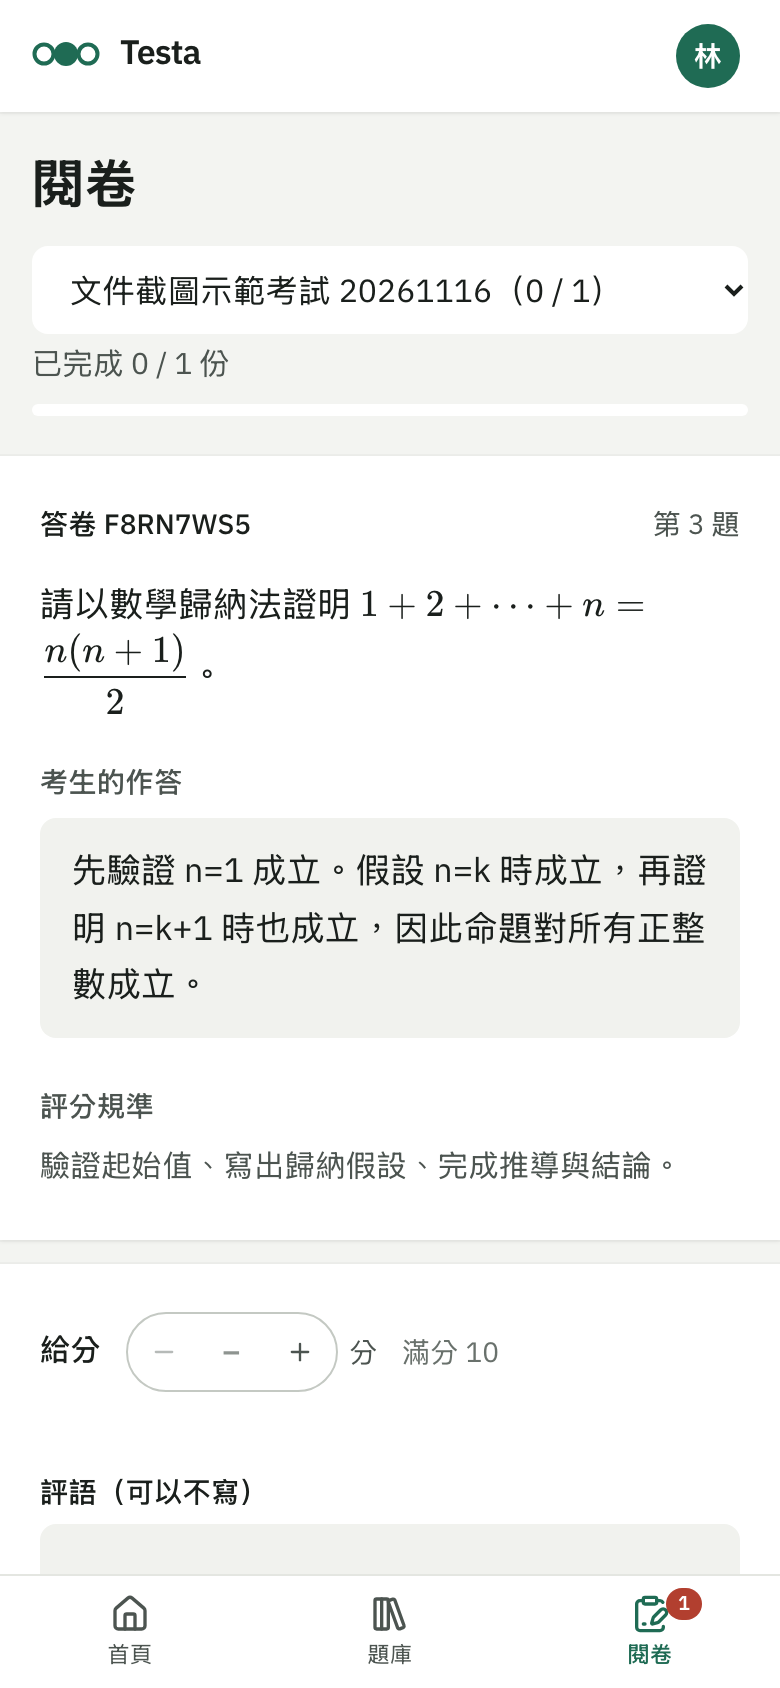 Testa
林
閱卷
文件截圖示範考試 20261116（0 / 1）
已完成 0 / 1 份
答卷 F8RN7WS5
第 3 題
請以數學歸納法證明 1 + 2 + ⋯ + n =
n(n + 1)
2
。
考生的作答
先驗證 n=1 成立。假設 n=k 時成立，再證
明 n=k+1 時也成立，因此命題對所有正整
數成立。
評分規準
驗證起始值、寫出歸納假設、完成推導與結論。
給分
− – +
分
滿分 10
評語（可以不寫）
1
首頁
題庫
閱卷